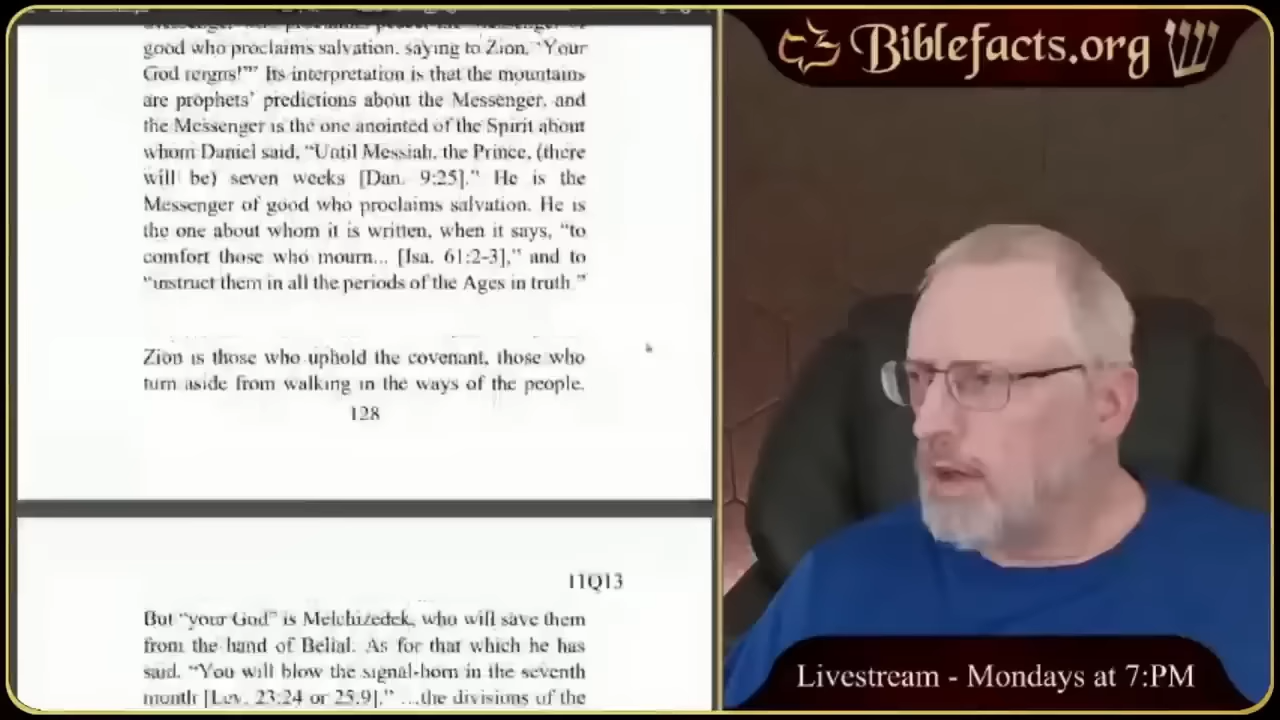 good who proclaims salvation, saying to Zion, "Your
God reigns!"" Its interpretation is that the mountains
are prophets' predictions about the Messenger, and
the Messenger is the one anointed of the Spirit about
whom Daniel said, "Until Messiah, the Prince, (there
will be) seven weeks [Dan. 9:25]." He is the
Messenger of good who proclaims salvation. He is
the one about whom it is written, when it says, "to
comfort those who mourn... [Isa. 61:2-3]," and to
"instruct them in all the periods of the Ages in truth."
Zion is those who uphold the covenant, those who
turn aside from walking in the ways of the people.
128
11Q13
But "your God" is Melchizedek, who will save them
from the hand of Belial. As for that which he has
said, "You will blow the signal-horn in the seventh
month [Lev. 23:24 or 25:9]," ...the divisions of the
Biblefacts.org ש
Livestream - Mondays at 7:PM